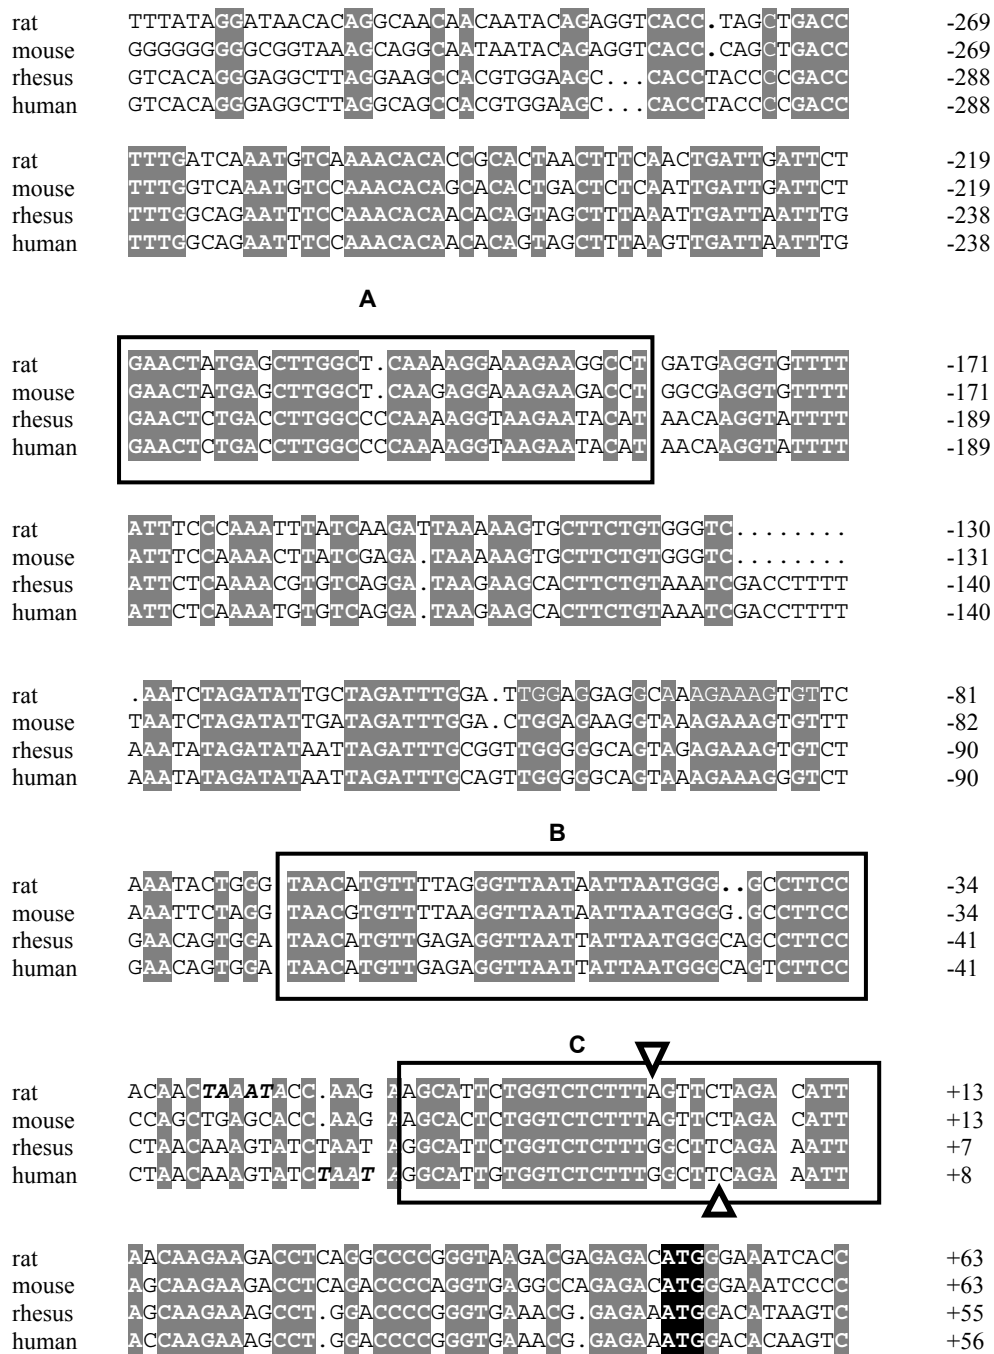 rat TTTATAGGATAACACAGGCAACAACAATACAGAGGTCACC.TAGCTGACC -269
mouse GGGGGGGGGGCGGTAAAGCAGGCAATAATACAGAGGTCACC.CAGCTGACC -269
rhesus GTCACAGGGAGGCTTAGGAAGCCACGTGGAAGC...CACCTACCCCGACC -288
human GTCACAGGGAGGCTTAGGCAGCCACGTGGAAGC...CACCTACCCCGACC -288
rat TTTGATCAAATGTCAAAACACACCGCACTAACTTTCAACTGATTGATTCT -219
mouse TTTGGTCAAATGTCCAAACACAGCACACTGACTCTCAATTGATTGATTCT -219
rhesus TTTGGCAGAATTTCCAAACACAACACAGTAGCTTTAAATTGATTAATTTG -238
human TTTGGCAGAATTTCCAAACACAACACAGTAGCTTTAAGTTGATTAATTTG -238
A
rat GAACTATGAGCTTGGCT.CAAAAGGAAAGAAGGCCT GATGAGGTGTTTT -171
mouse GAACTATGAGCTTGGCT.CAAGAGGAAAGAAGACCT GGCGAGGTGTTTT -171
rhesus GAACTCTGACCTTGGCCCCAAAAGGTAAGAATACAT AACAAGGTATTTT -189
human GAACTCTGACCTTGGCCCCAAAAGGTAAGAATACAT AACAAGGTATTTT -189
rat ATTTCCCAAATTTATCAAGATTAAAAAGTGCTTCTGTGGGTC........ -130
mouse ATTTCCAAAACTTATCGAGA.TAAAAAGTGCTTCTGTGGGTC........ -131
rhesus ATTCTCAAAACGTGTCAGGA.TAAGAAGCACTTCTGTAAATCGACCTTTT -140
human ATTCTCAAAATGTGTCAGGA.TAAGAAGCACTTCTGTAAATCGACCTTTT -140
rat .AATCTAGATATTGCTAGATTTGGA.TTGGAGGAGGCAAAGAAAGTGTTC -81
mouse TAATCTAGATATTGATAGATTTGGA.CTGGAGAAGGTAAAGAAAGTGTTT -82
rhesus AAATATAGATATAATTAGATTTGCGGTTGGGGGCAGTAGAGAAAGTGTCT -90
human AAATATAGATATAATTAGATTTGCAGTTGGGGGCAGTAAAGAAAGGGTCT -90
B
rat AAATACTGGG TAACATGTTTTAGGGTTAATAATTAATGGG..GCCTTCC -34
mouse AAATTCTAGG TAACGTGTTTTAAGGTTAATAATTAATGGGG.GCCTTCC -34
rhesus GAACAGTGGA TAACATGTTGAGAGGTTAATTATTAATGGGCAGCCTTCC -41
human GAACAGTGGA TAACATGTTGAGAGGTTAATTATTAATGGGCAGTCTTCC -41
C
rat ACAACTAAATACC.AAG AAGCATTCTGGTCTCTTTAGTTCTAGA CATT +13
mouse CCAGCTGAGCACC.AAG AAGCACTCTGGTCTCTTTAGTTCTAGA CATT +13
rhesus CTAACAAAGTATCTAAT AGGCATTCTGGTCTCTTTGGCTTCAGA AATT +7
human CTAACAAAGTATCTAAT AGGCATTGTGGTCTCTTTGGCTTCAGA AATT +8
rat AACAAGAAGACCTCAGGCCCCGGGTAAGACGAGAGACATGGGAAATCACC +63
mouse AGCAAGAAGACCTCAGACCCCAGGTGAGGCCAGAGACATGGGAAATCCCC +63
rhesus AGCAAGAAAGCCT.GGACCCCGGGTGAAACG.GAGAAATGGACATAAGTC +55
human ACCAAGAAAGCCT.GGACCCCGGGTGAAACG.GAGAAATGGACACAAGTC +56